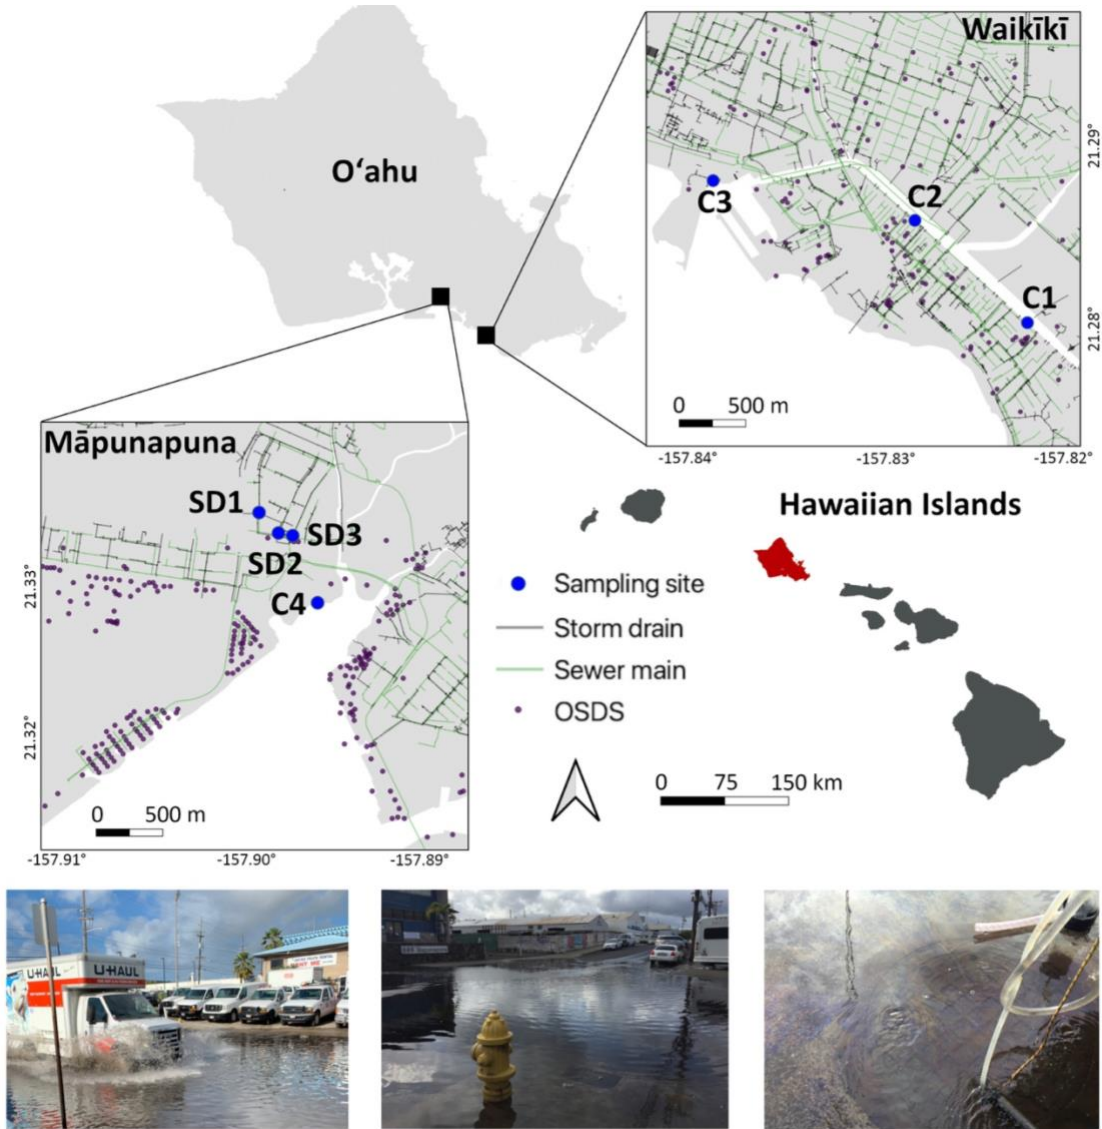 Waikīkī
Oʻahu
C3
C2
C1
21.29°
21.28°
0 500 m
-157.84° -157.83° -157.82°
Māpunapuna
SD1
SD2
SD3
C4
21.33°
21.32°
0 500 m
-157.91° -157.90° -157.89°
Hawaiian Islands
Sampling site
Storm drain
Sewer main
OSDS
0 75 150 km
U-HAUL
U-HAUL